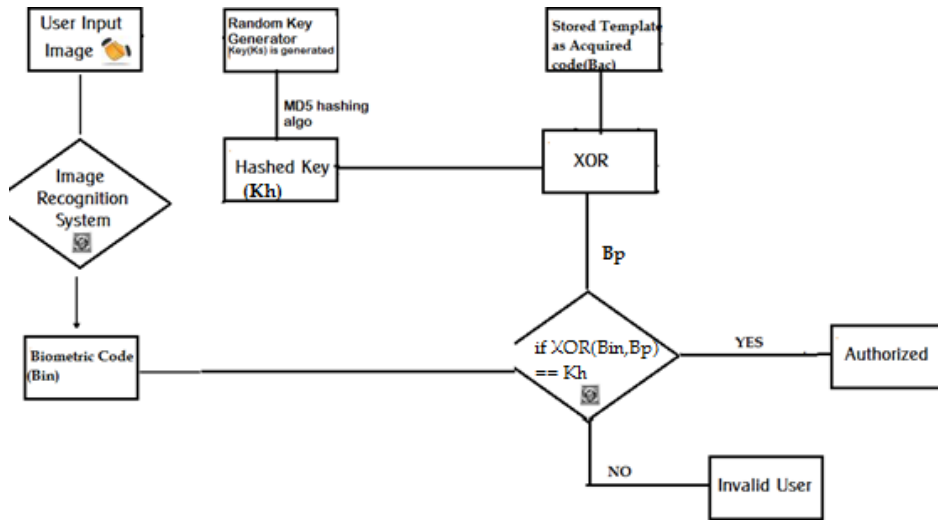 User Input
Image
Random Key
Generator
Key(Ks) is generated
Stored Template
as Acquired
code(Bac)
MD5 hashing
algo
Image
Recognition
System
Hashed Key
(Kh)
XOR
Bp
Biometric Code
(Bin)
if XOR(Bin,Bp)
== Kh
YES
Authorized
NO
Invalid User